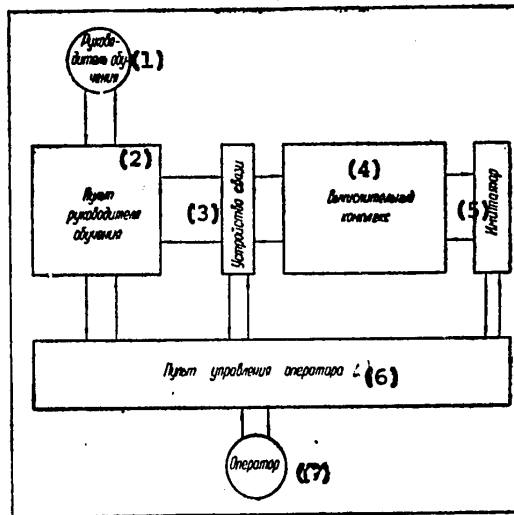 Руково-
дитель обу- (1)
чения
(2)
Пульт
руководителя
обучения
(3)
Устройство связи
(4)
Вычислительный
комплекс
(5)
Имитатор
Пульт управления оператора (6)
Оператор ((7)